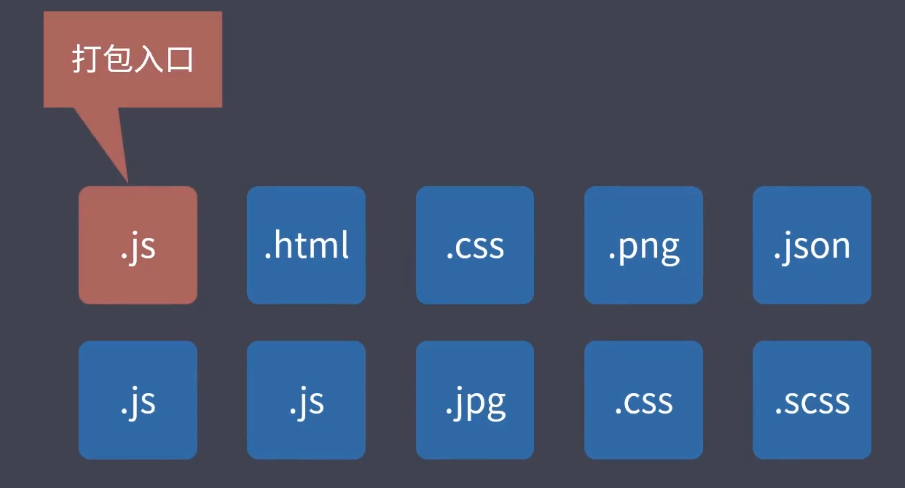 打包入口
.js
.html
.css
.png
.json
.js
.js
.jpg
.css
.scss